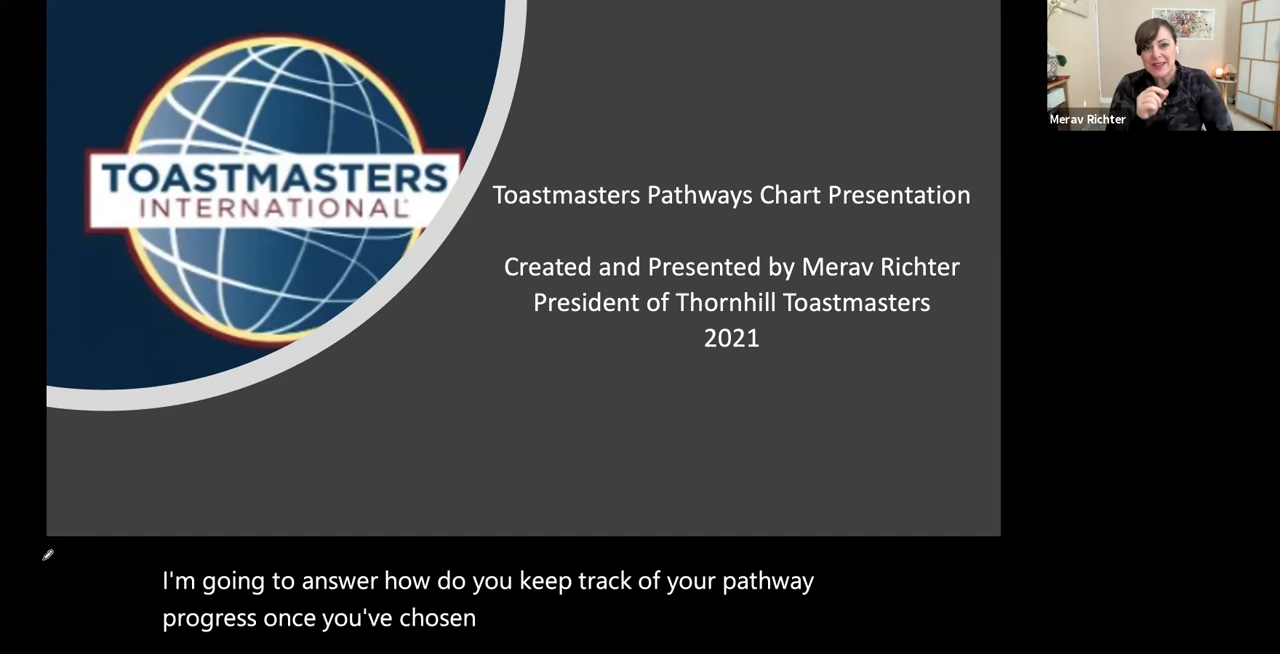 TOASTMASTERS
INTERNATIONAL
Toastmasters Pathways Chart Presentation
Created and Presented by Merav Richter
President of Thornhill Toastmasters
2021
Merav Richter
I'm going to answer how do you keep track of your pathway
progress once you've chosen